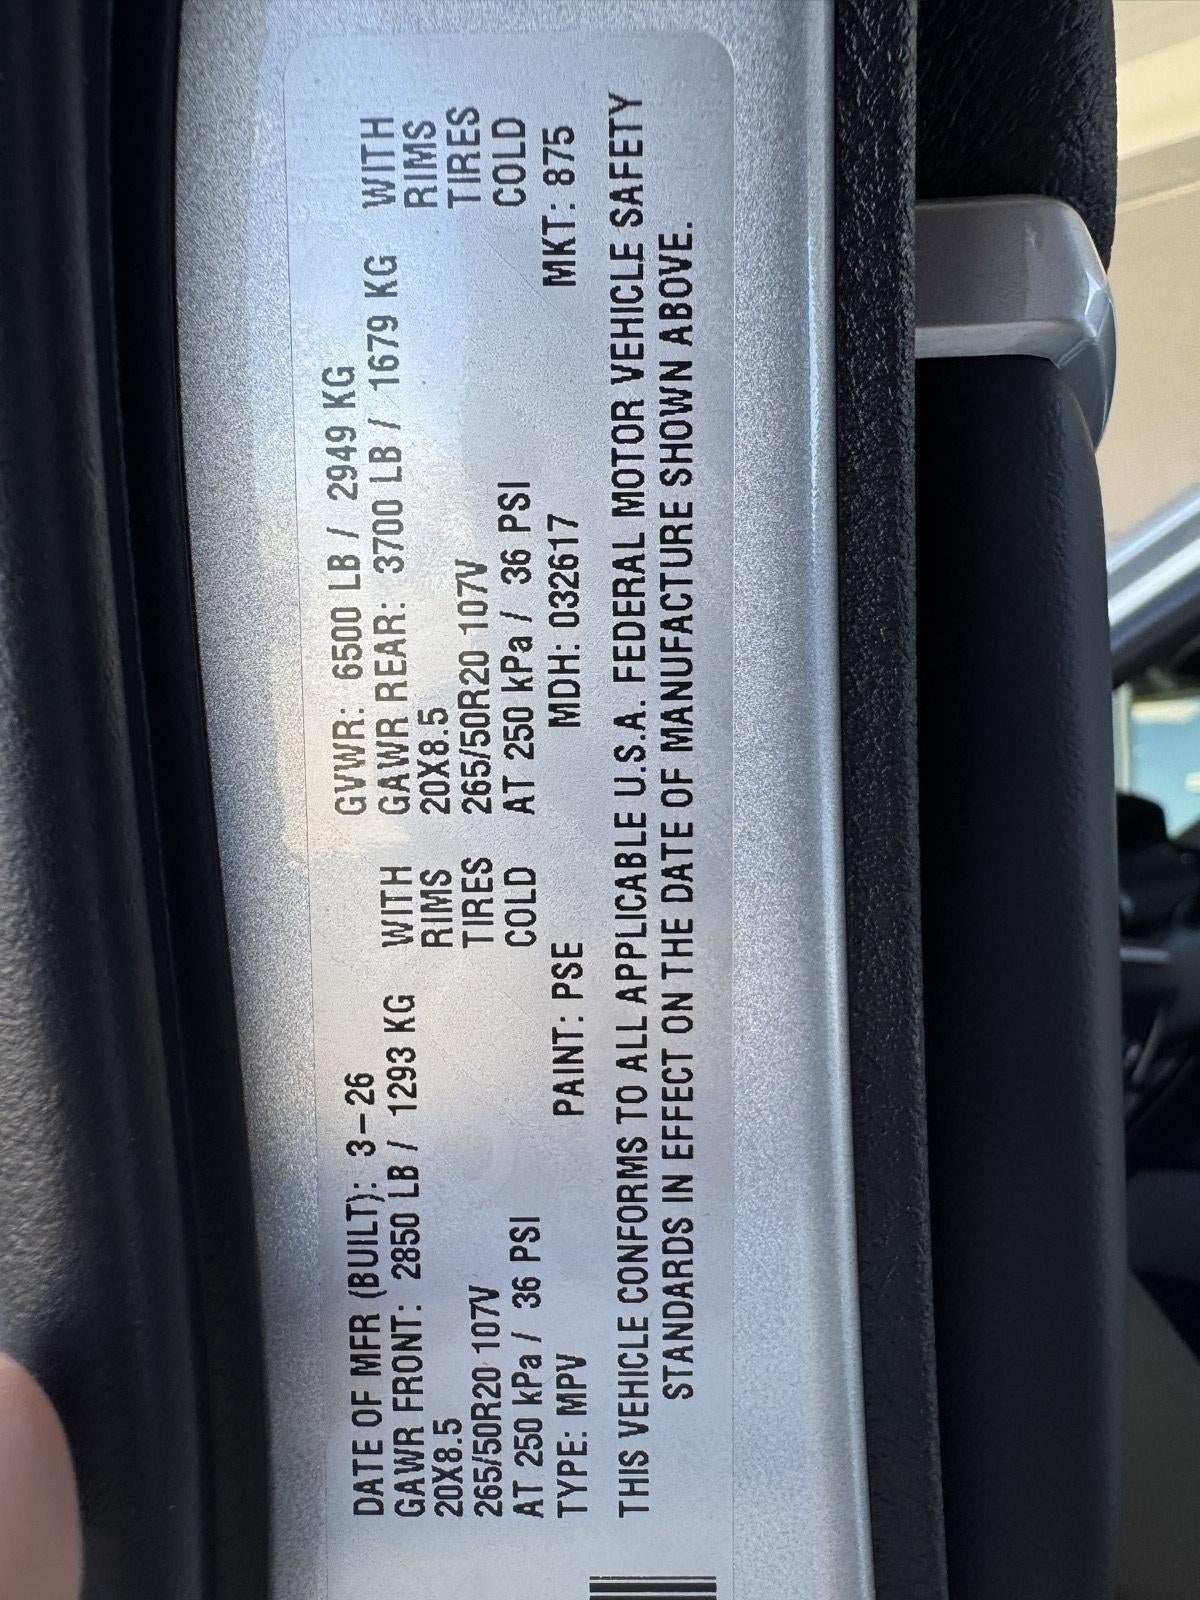 DATE OF MFR (BUILT): 3-26 GVWR: 6500 LB / 2949 KG
GAWR FRONT: 2850 LB / 1293 KG WITH GAWR REAR: 3700 LB / 1679 KG WITH
20X8.5 RIMS 20X8.5 RIMS
265/50R20 107V TIRES 265/50R20 107V TIRES
AT 250 kPa / 36 PSI COLD AT 250 kPa / 36 PSI COLD
TYPE: MPV PAINT: PSE MDH: 032617 MKT: 875
THIS VEHICLE CONFORMS TO ALL APPLICABLE U.S.A. FEDERAL MOTOR VEHICLE SAFETY
STANDARDS IN EFFECT ON THE DATE OF MANUFACTURE SHOWN ABOVE.